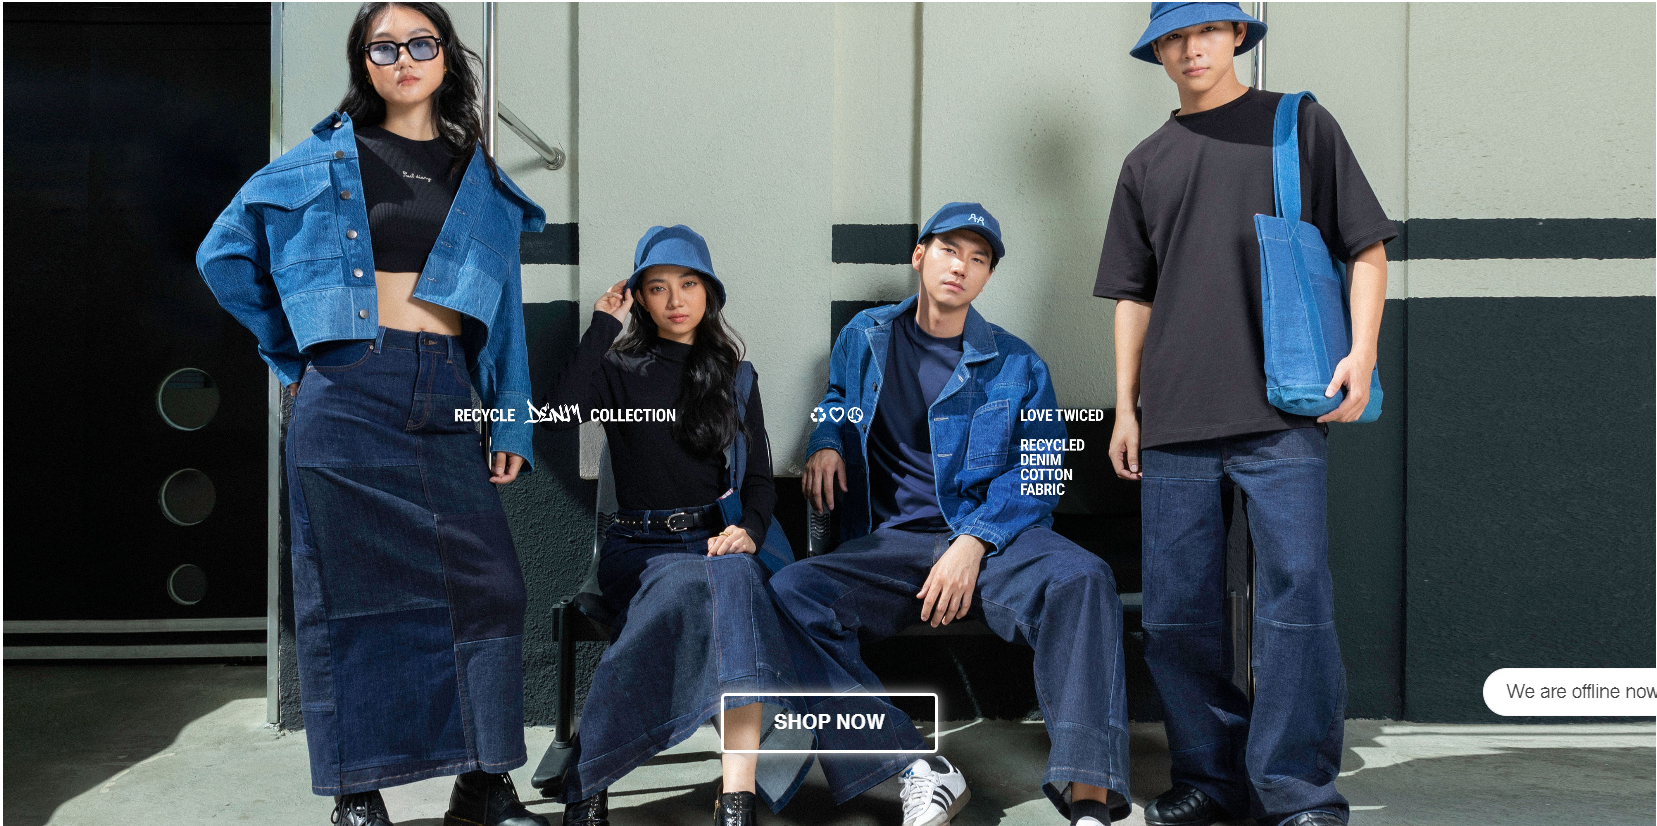 RECYCLE DENIM COLLECTION
LOVE TWICED
RECYCLED
DENIM
COTTON
FABRIC
SHOP NOW
We are offline now